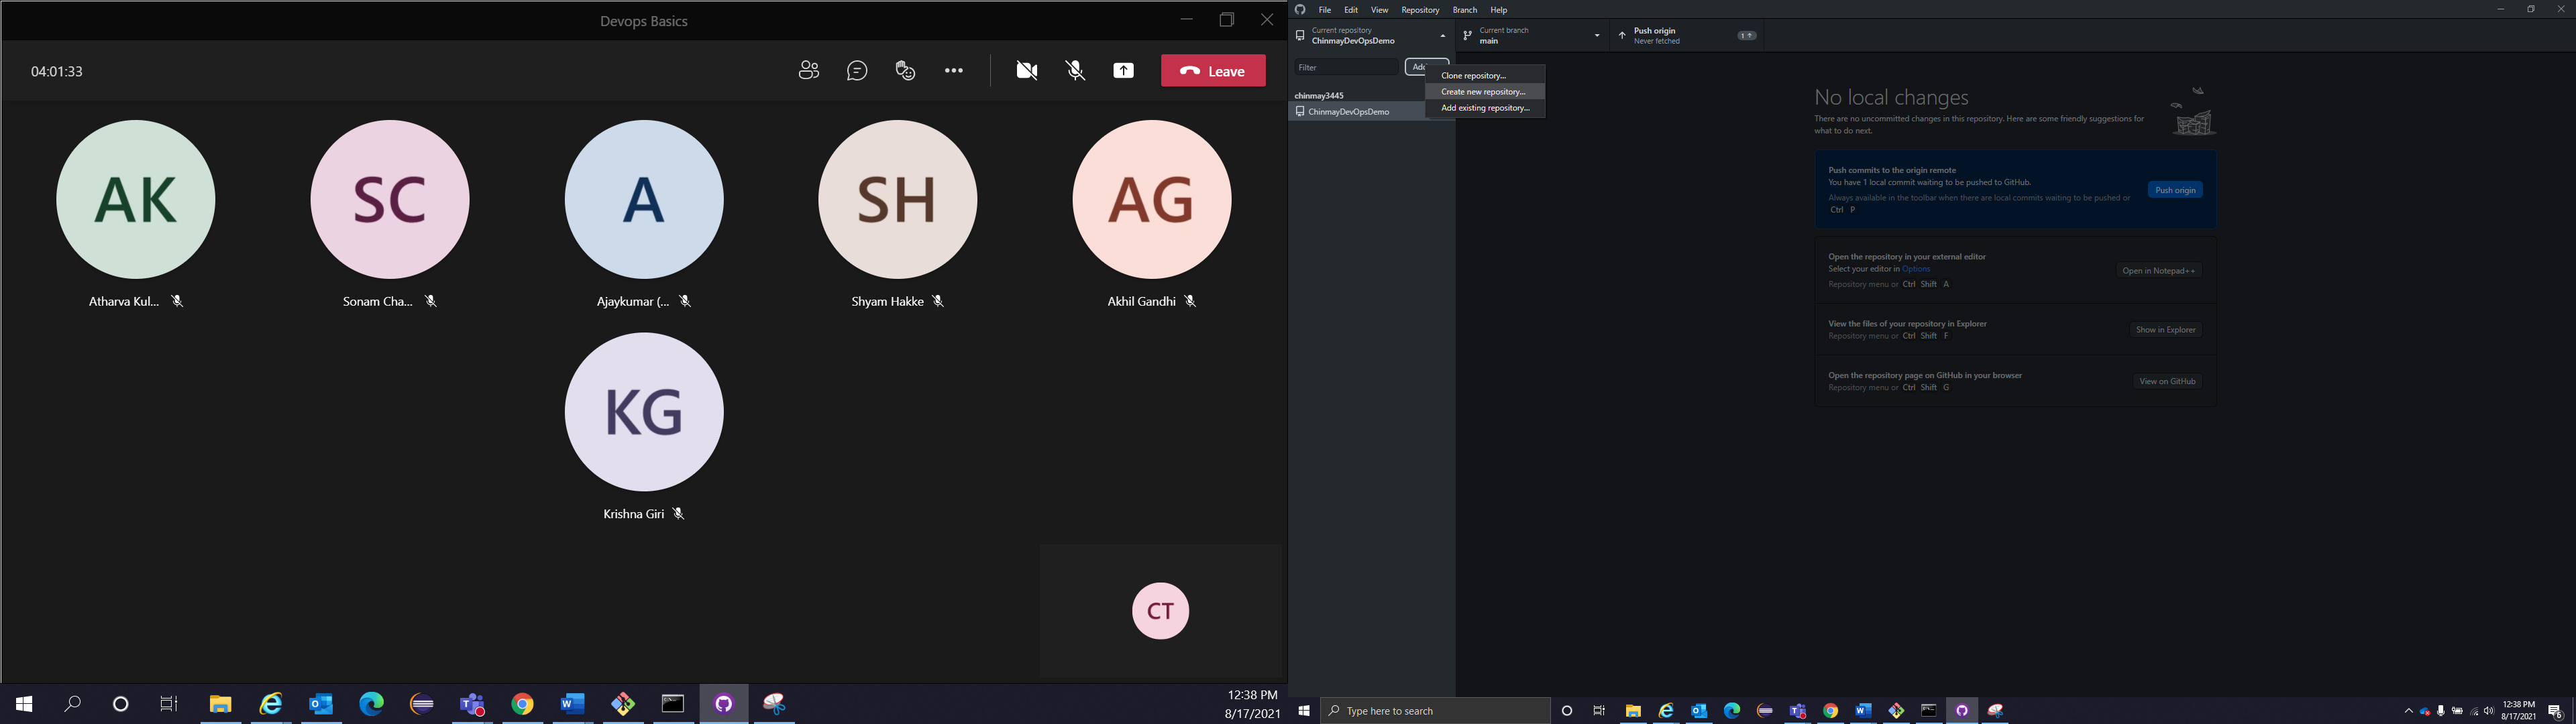 Devops Basics
04:01:33
Leave
AK
SC
A
SH
AG
Atharva Kul...
Sonam Cha...
Ajaykumar (...
Shyam Hakke
Akhil Gandhi
KG
Krishna Giri
CT
12:38 PM
8/17/2021
File Edit View Repository Branch Help
Current repository
ChinmayDevOpsDemo
Current branch
main
Push origin
Never fetched
1
Filter
Add
Clone repository...
Create new repository...
Add existing repository...
chinmay3445
ChinmayDevOpsDemo
No local changes
There are no uncommitted changes in this repository. Here are some friendly suggestions for
what to do next.
Push commits to the origin remote
You have 1 local commit waiting to be pushed to GitHub.
Always available in the toolbar when there are local commits waiting to be pushed or
Ctrl P
Push origin
Open the repository in your external editor
Select your editor in Options
Repository menu or Ctrl Shift A
Open in Notepad++
View the files of your repository in Explorer
Repository menu or Ctrl Shift F
Show in Explorer
Open the repository page on GitHub in your browser
Repository menu or Ctrl Shift G
View on GitHub
Type here to search
12:38 PM
8/17/2021